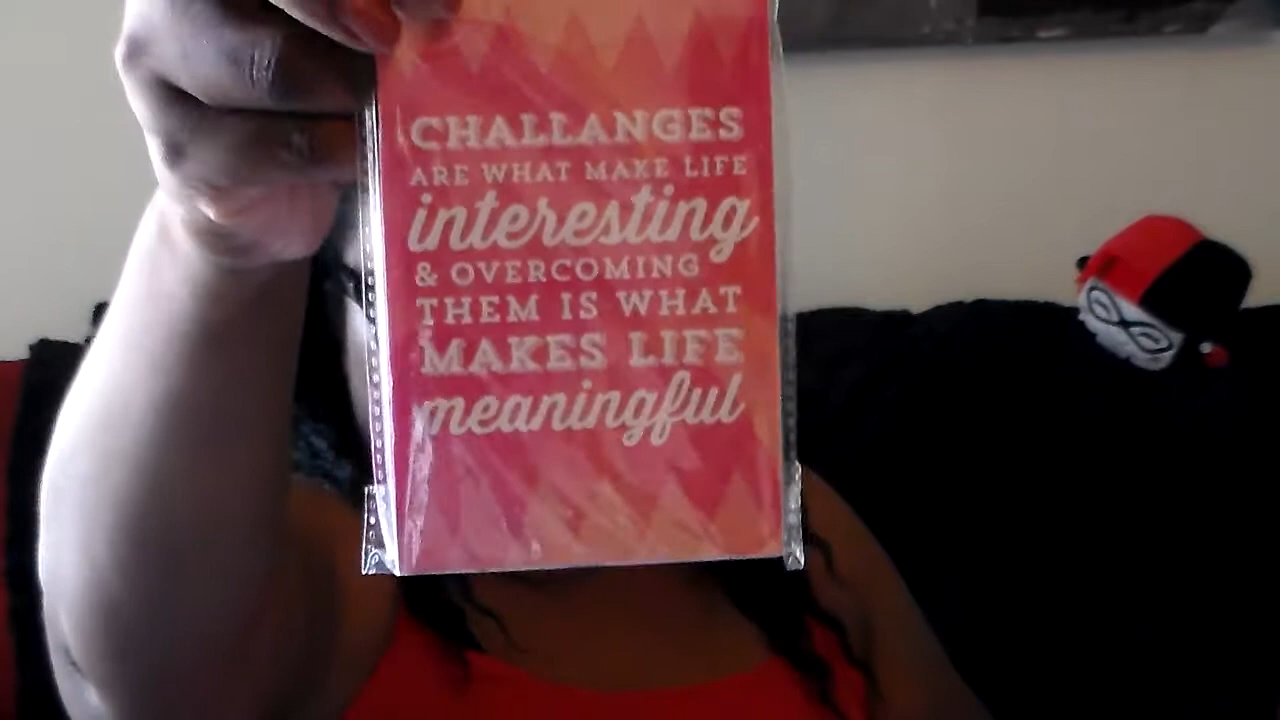 CHALLANGES
ARE WHAT MAKE LIFE
interesting
& OVERCOMING
THEM IS WHAT
MAKES LIFE
meaningful